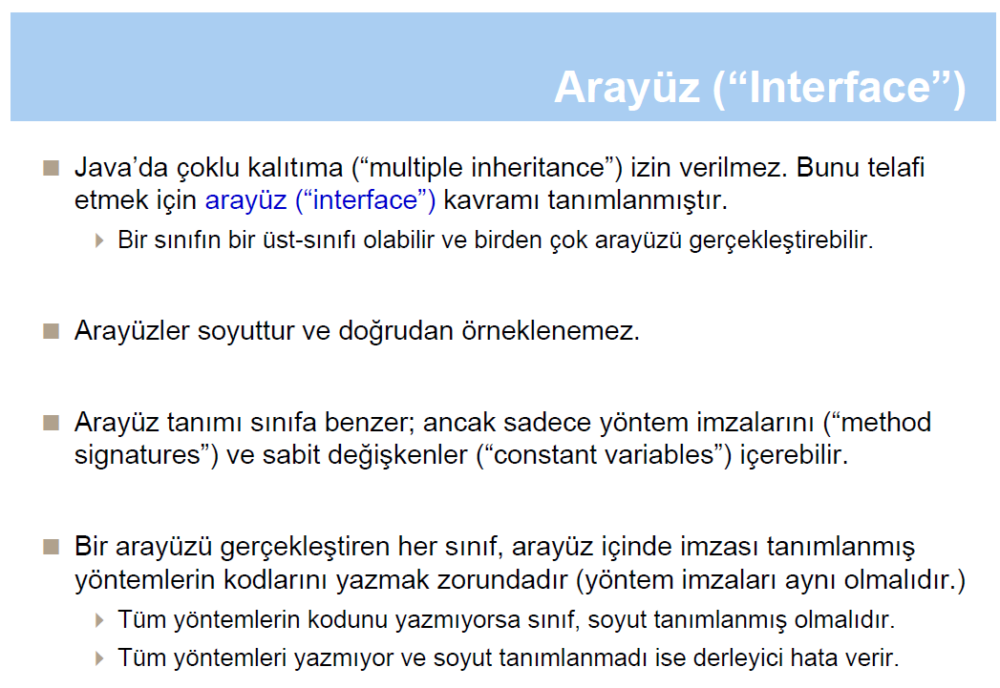 Arayüz (“Interface”)
Java’da çoklu kalıtıma (“multiple inheritance”) izin verilmez. Bunu telafi
etmek için arayüz (“interface”) kavramı tanımlanmıştır.
Bir sınıfın bir üst-sınıfı olabilir ve birden çok arayüzü gerçekleştirebilir.
Arayüzler soyuttur ve doğrudan örneklenemez.
Arayüz tanımı sınıfa benzer; ancak sadece yöntem imzalarını (“method
signatures”) ve sabit değişkenler (“constant variables”) içerebilir.
Bir arayüzü gerçekleştiren her sınıf, arayüz içinde imzası tanımlanmış
yöntemlerin kodlarını yazmak zorundadır (yöntem imzaları aynı olmalıdır.)
Tüm yöntemlerin kodunu yazmıyorsa sınıf, soyut tanımlanmış olmalıdır.
Tüm yöntemleri yazmıyor ve soyut tanımlanmadı ise derleyici hata verir.